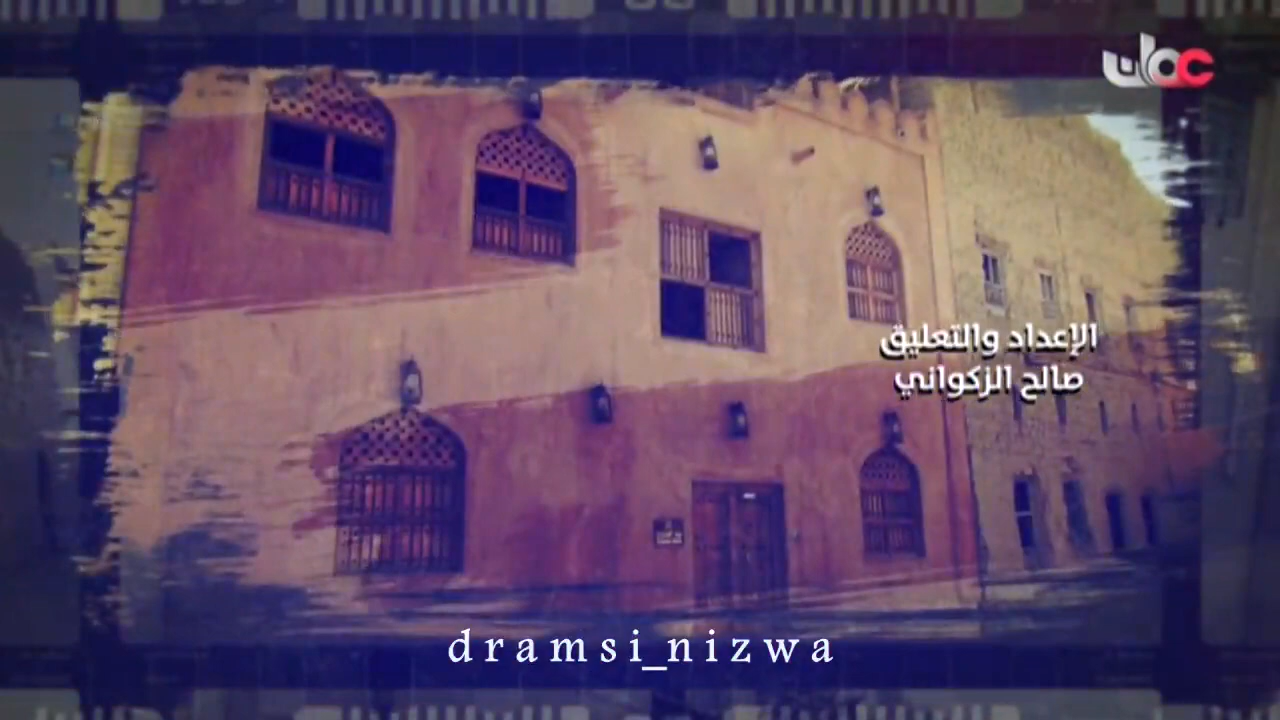 عمان
الإعداد والتعليق
صالح الزكواني
dramsi_nizwa